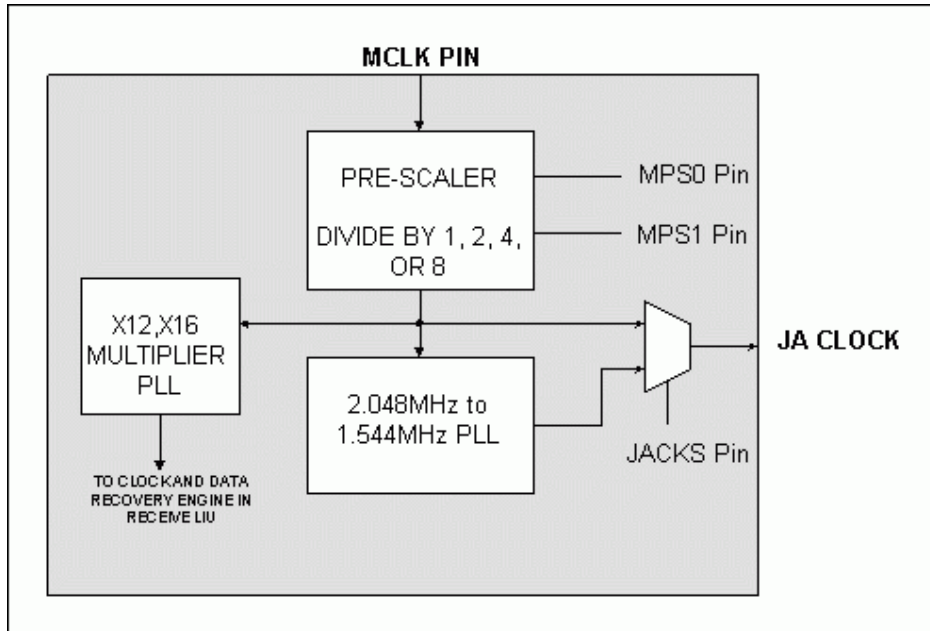 MCLK PIN
PRE-SCALER
DIVIDE BY 1, 2, 4,
OR 8
MPS0 Pin
MPS1 Pin
X12,X16
MULTIPLIER
PLL
2.048MHz to
1.544MHz PLL
JA CLOCK
JACKS Pin
TO CLOCKAND DATA
RECOVERY ENGINE IN
RECEIVE LIU